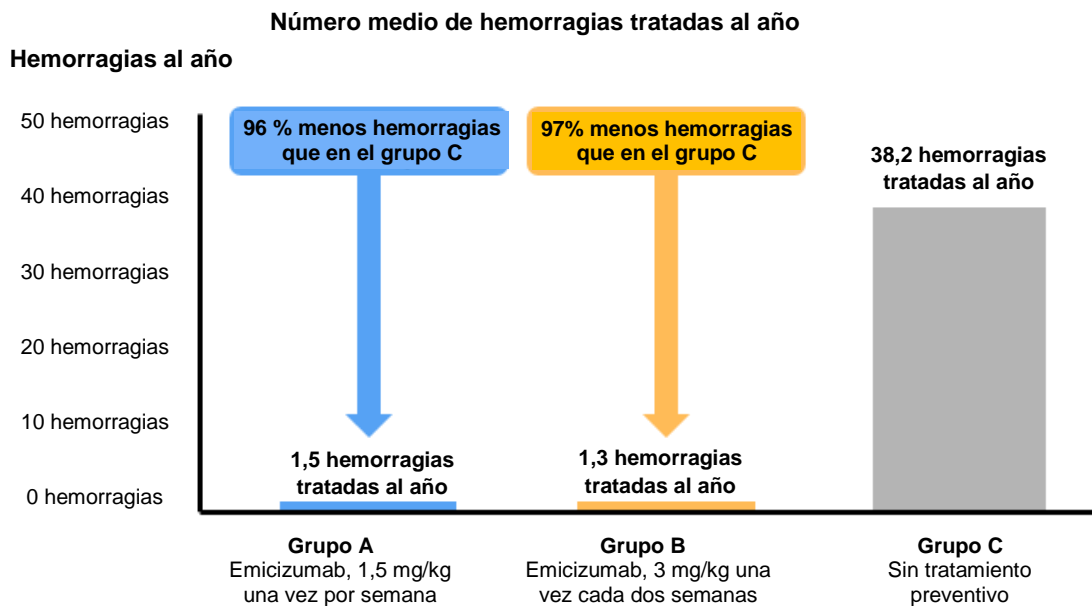 Número medio de hemorragias tratadas al año
Hemorragias al año
50 hemorragias
40 hemorragias
30 hemorragias
20 hemorragias
10 hemorragias
0 hemorragias
96 % menos hemorragias
que en el grupo C
97% menos hemorragias
que en el grupo C
38,2 hemorragias
tratadas al año
1,5 hemorragias
tratadas al año
1,3 hemorragias
tratadas al año
Grupo A
Emicizumab, 1,5 mg/kg
una vez por semana
Grupo B
Emicizumab, 3 mg/kg una
vez cada dos semanas
Grupo C
Sin tratamiento
preventivo